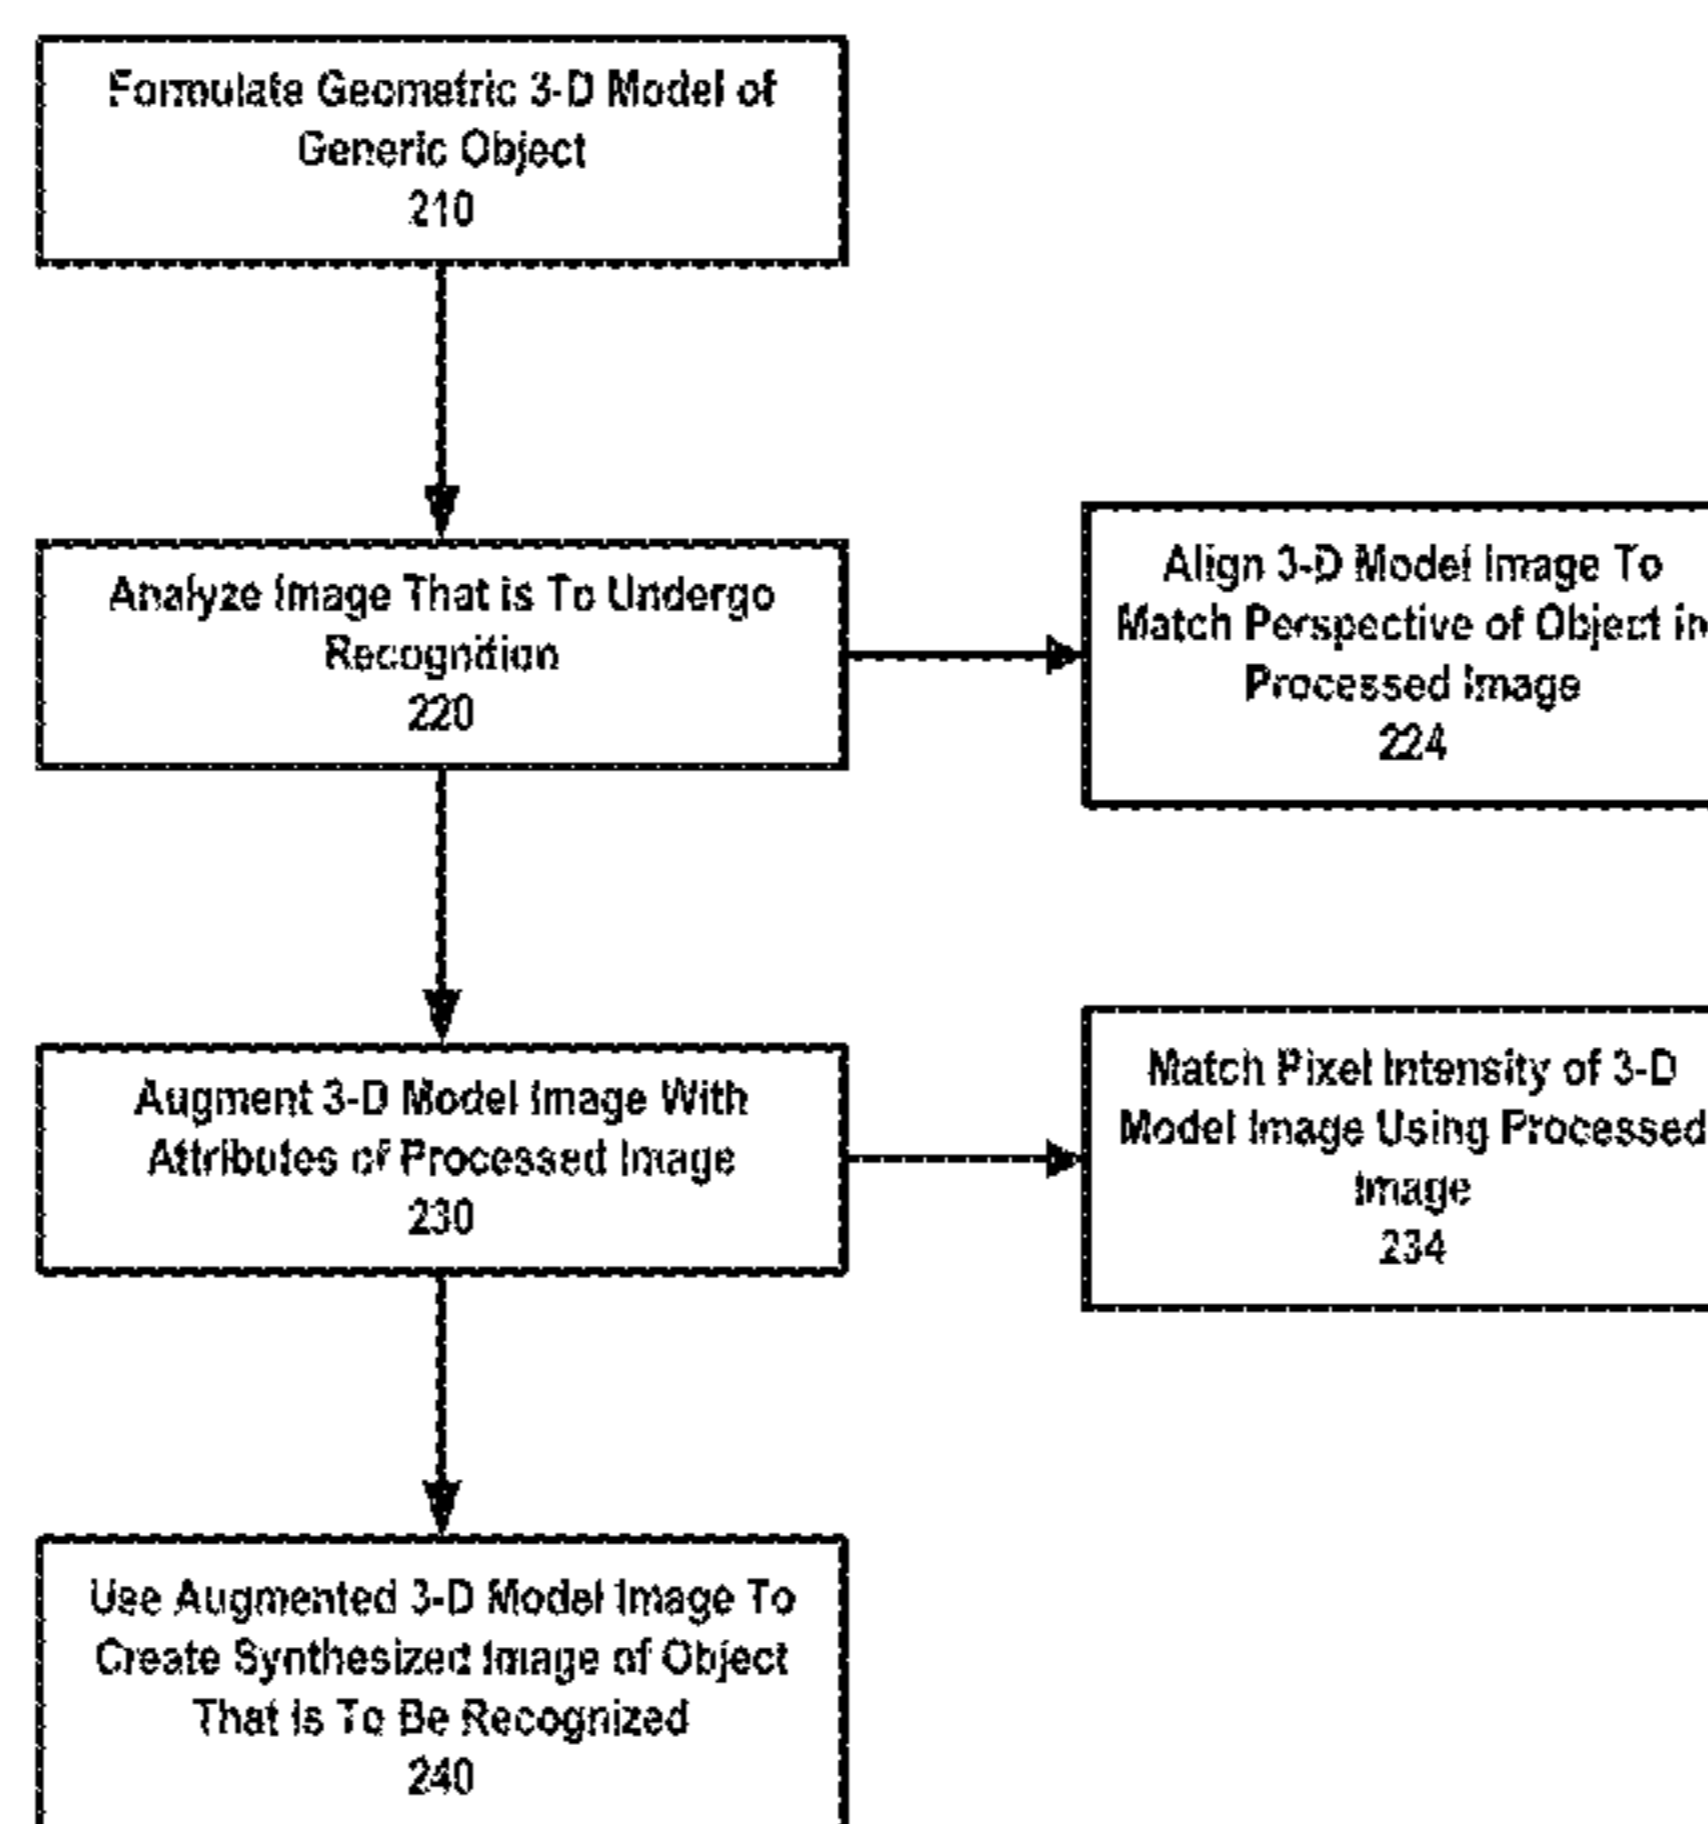 Formulate Geometric 3-D Model of
Generic Object
210
Analyze Image That is To Undergo
Recognition
220
Align 3-D Model Image To
Match Perspective of Object in
Processed Image
224
Augment 3-D Model Image With
Attributes of Processed Image
230
Match Pixel Intensity of 3-D
Model Image Using Processed
Image
234
Use Augmented 3-D Model Image To
Create Synthesized Image of Object
That Is To Be Recognized
240